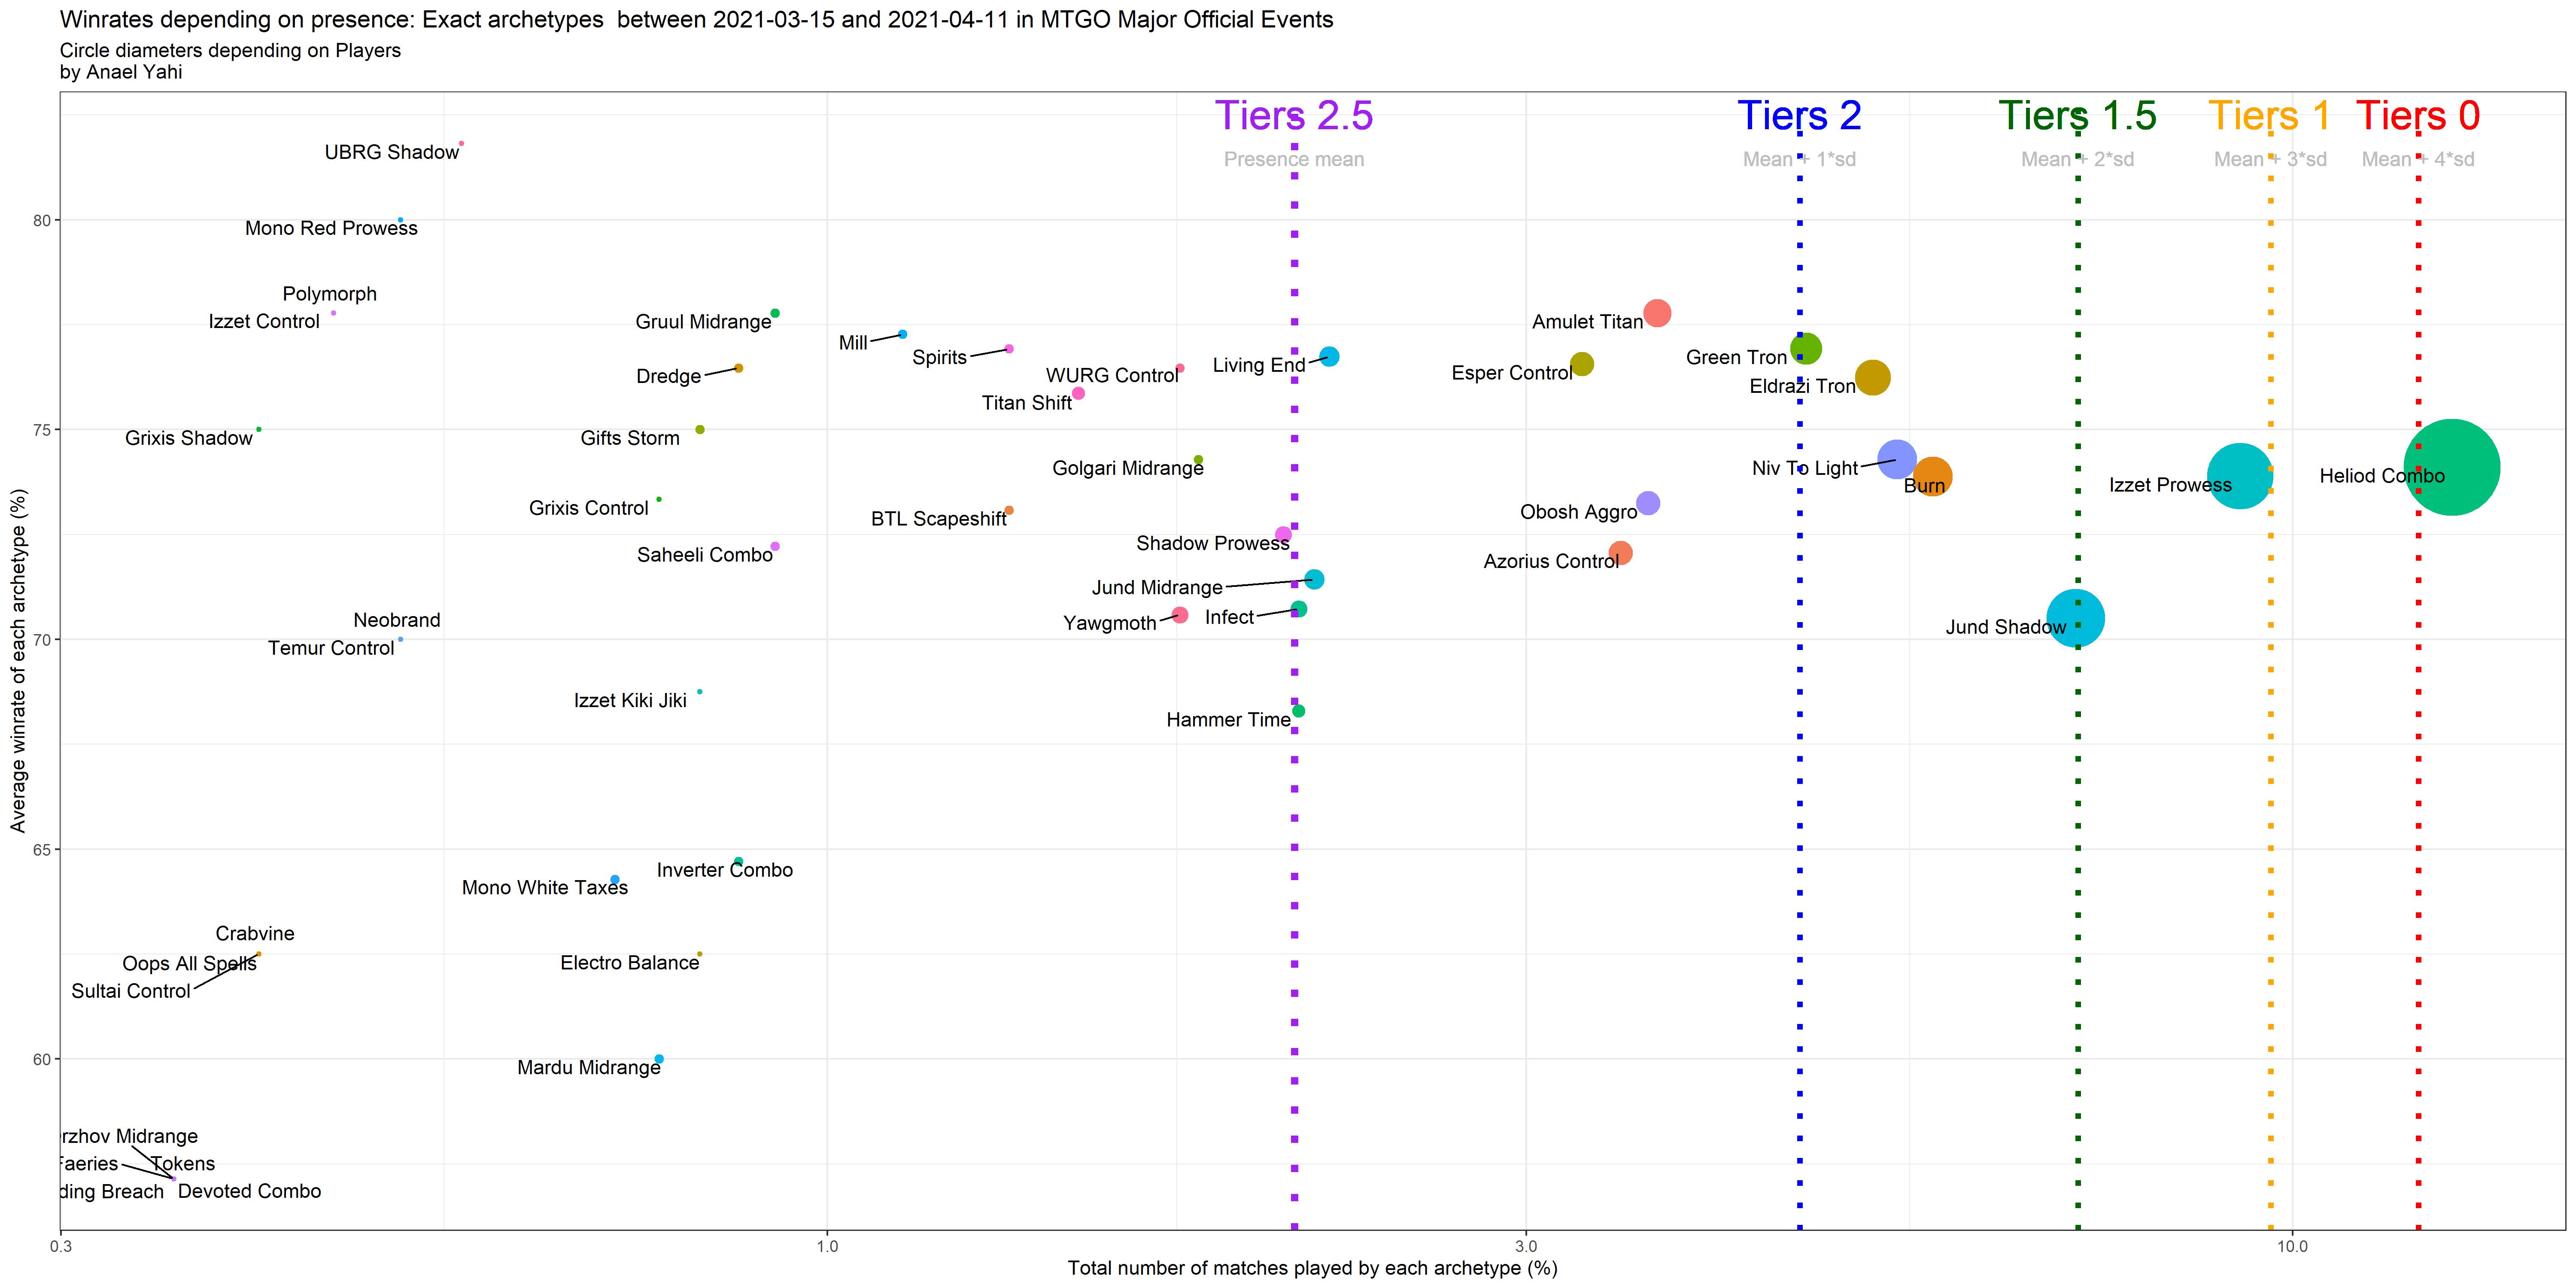 Winrates depending on presence: Exact archetypes  between 2021-03-15 and 2021-04-11 in MTGO Major Official Events
Circle diameters depending on Players
by Anael Yahi
Tiers 2.5
Tiers 2
Tiers 1.5
Tiers 1
Tiers 0
Presence mean
Mean + 1*sd
Mean + 2*sd
Mean + 3*sd
Mean + 4*sd
UBRG Shadow
80
Mono Red Prowess
Polymorph
Izzet Control
Gruul Midrange
Amulet Titan
Mill
Spirits
Living End
Green Tron
Dredge
WURG Control
Esper Control
Eldrazi Tron
Titan Shift
75
Grixis Shadow
Gifts Storm
Golgari Midrange
Niv To Light
Burn
Izzet Prowess
Heliod Combo
Grixis Control
BTL Scapeshift
Obosh Aggro
Saheeli Combo
Shadow Prowess
Azorius Control
Jund Midrange
Neobrand
Yawgmoth
Infect
Jund Shadow
70
Temur Control
Izzet Kiki Jiki
Hammer Time
65
Inverter Combo
Mono White Taxes
Crabvine
Oops All Spells
Electro Balance
Sultai Control
60
Mardu Midrange
rzhov Midrange
Faeries
Tokens
ding Breach
Devoted Combo
Average winrate of each archetype (%)
0.3
1.0
3.0
10.0
Total number of matches played by each archetype (%)